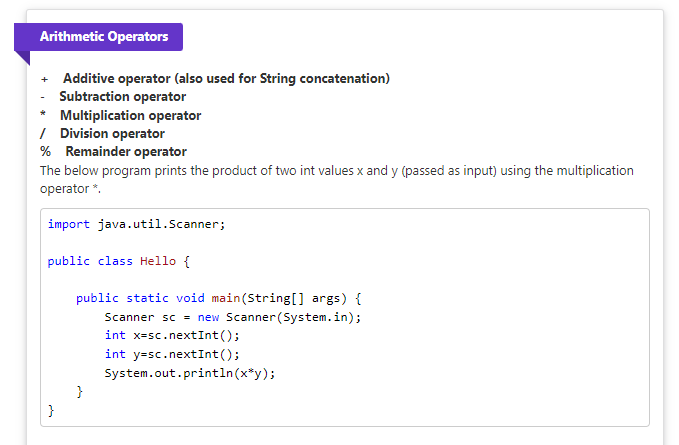 Arithmetic Operators
+ Additive operator (also used for String concatenation)
- Subtraction operator
* Multiplication operator
/ Division operator
% Remainder operator
The below program prints the product of two int values x and y (passed as input) using the multiplication
operator *.
import java.util.Scanner;
public class Hello {
public static void main(String[] args) {
Scanner sc = new Scanner(System.in);
int x=sc.nextInt();
int y=sc.nextInt();
System.out.println(x*y);
}
}